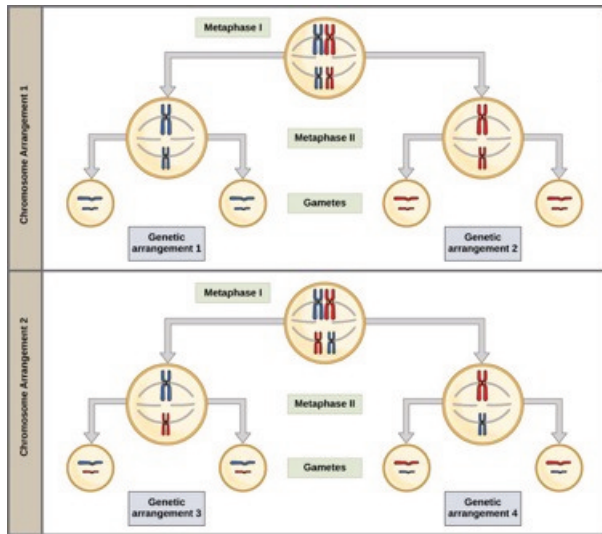 Chromosome Arrangement 1
Metaphase I
Metaphase II
Gametes
Genetic
arrangement 1
Genetic
arrangement 2
Chromosome Arrangement 2
Metaphase I
Metaphase II
Gametes
Genetic
arrangement 3
Genetic
arrangement 4